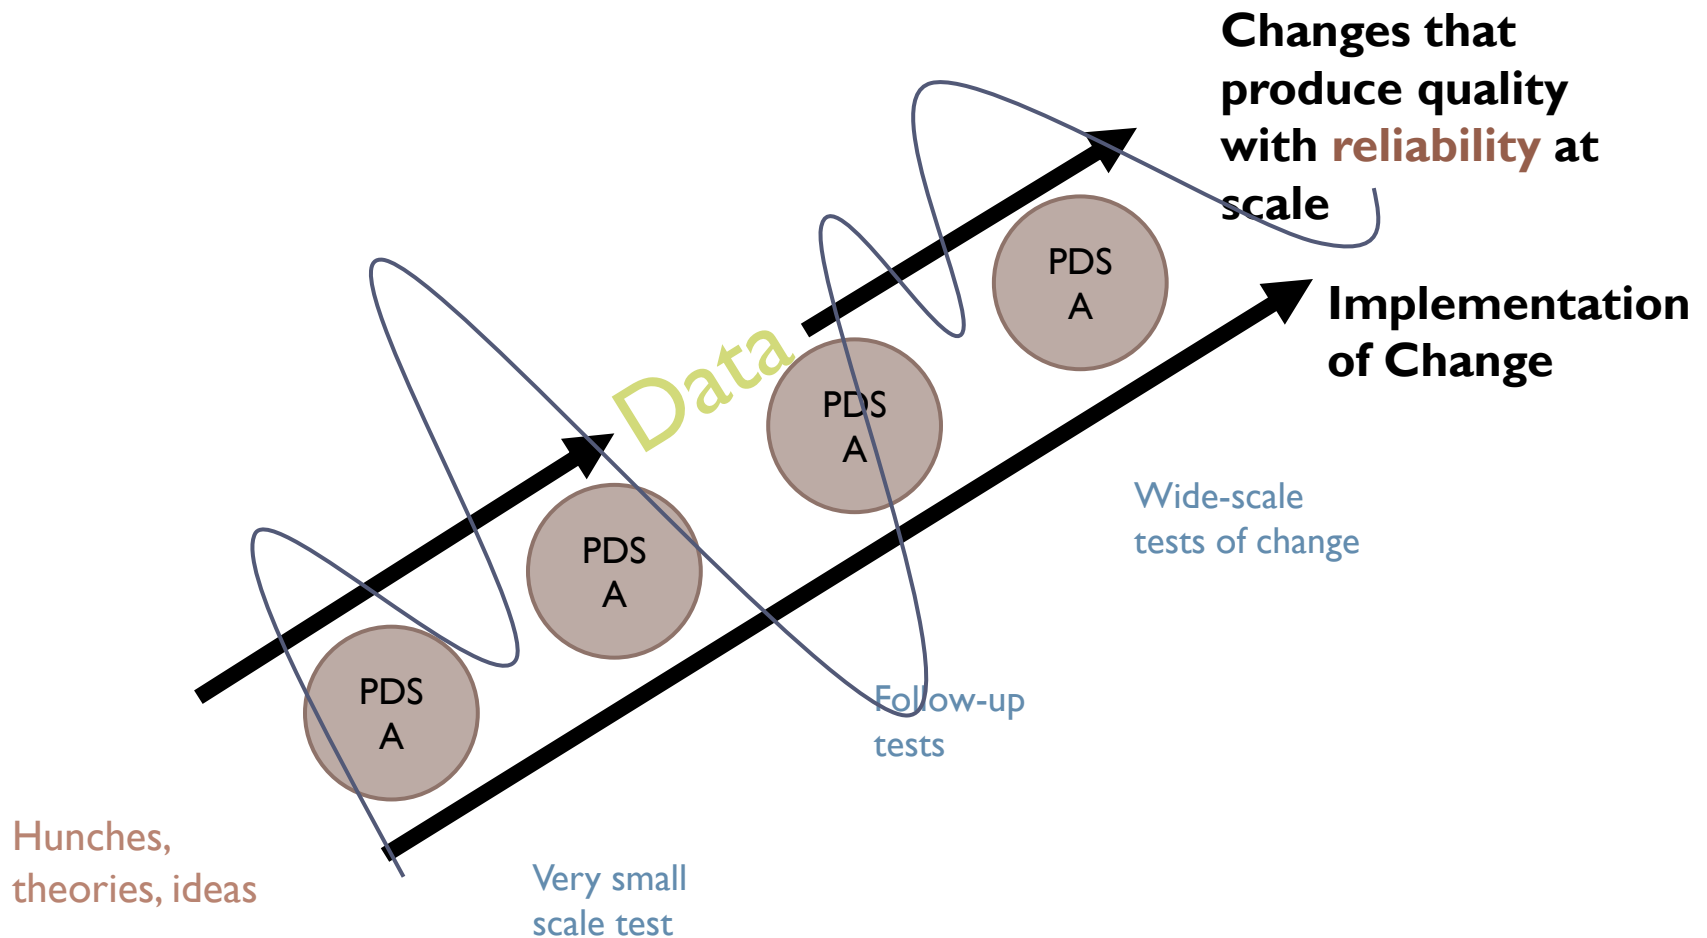 Changes that
produce quality
with reliability at
scale
PDS
A
Implementation
of Change
Data
PDS
A
Wide-scale
tests of change
PDS
A
PDS
A
Follow-up
tests
Hunches,
theories, ideas
Very small
scale test